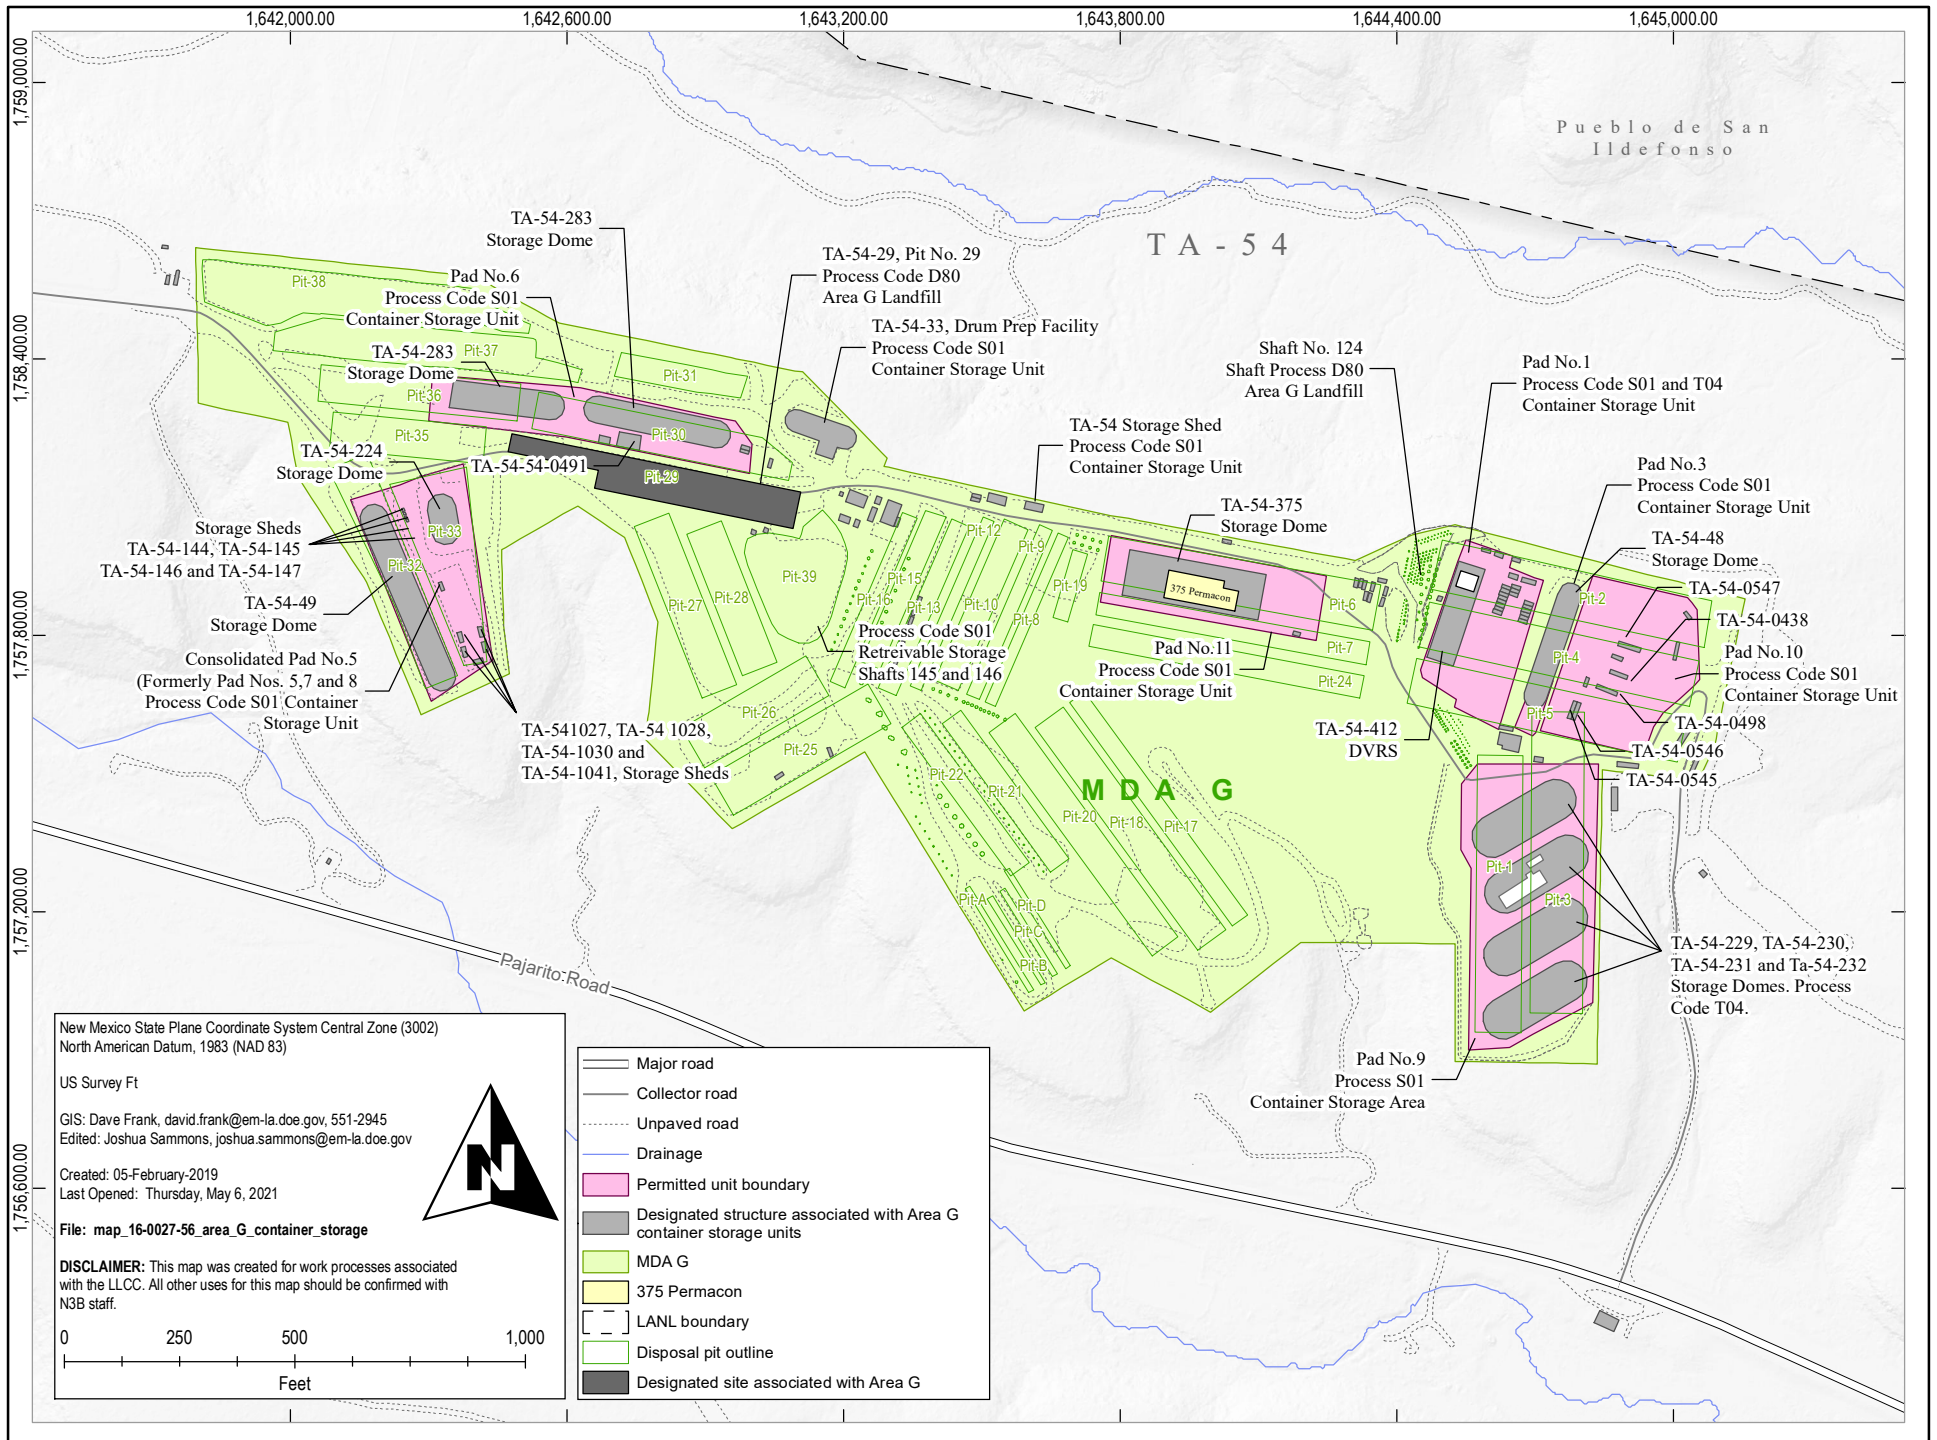 1,642,000.00
1,642,600.00
1,643,200.00
1,643,800.00
1,644,400.00
1,645,000.00
1,759,000.00
1,758,400.00
1,757,800.00
1,757,200.00
1,756,600.00
Pueblo de San
Ildefonso
TA-54
TA-54-283
Storage Dome
Pad No.6
Process Code S01
Container Storage Unit
TA-54-283
Storage Dome
TA-54-29, Pit No. 29
Process Code D80
Area G Landfill
TA-54-33, Drum Prep Facility
Process Code S01
Container Storage Unit
Shaft No. 124
Shaft Process D80
Area G Landfill
Pad No.1
Process Code S01 and T04
Container Storage Unit
TA-54 Storage Shed
Process Code S01
Container Storage Unit
Pad No.3
Process Code S01
Container Storage Unit
TA-54-48
Storage Dome
TA-54-0547
TA-54-0438
Pad No.10
Process Code S01
Container Storage Unit
TA-54-0498
TA-54-0546
TA-54-0545
TA-54-224
Storage Dome
TA-54-54-0491
Storage Sheds
TA-54-144, TA-54-145
TA-54-146 and TA-54-147
TA-54-49
Storage Dome
Consolidated Pad No.5
(Formerly Pad Nos. 5,7 and 8
Process Code S01 Container
Storage Unit
TA-541027, TA-54 1028,
TA-54-1030 and
TA-54-1041, Storage Sheds
Process Code S01
Retreivable Storage
Shafts 145 and 146
TA-54-375
Storage Dome
375 Permacon
Pad No.11
Process Code S01
Container Storage Unit
TA-54-412
DVRS
TA-54-229, TA-54-230,
TA-54-231 and Ta-54-232
Storage Domes. Process
Code T04.
Pad No.9
Process S01
Container Storage Area
Pit-38
Pit-37
Pit-36
Pit-35
Pit-31
Pit-30
Pit-29
Pit-33
Pit-32
Pit-27
Pit-28
Pit-39
Pit-16
Pit-15
Pit-13
Pit-12
Pit-10
Pit-9
Pit-8
Pit-19
Pit-6
Pit-7
Pit-24
Pit-2
Pit-4
Pit-5
Pit-26
Pit-25
Pit-22
Pit-21
Pit-20
Pit-18
Pit-17
Pit-A
Pit-D
Pit-C
Pit-B
Pit-1
Pit-3
MDA G
Pajarito Road
New Mexico State Plane Coordinate System Central Zone (3002)
North American Datum, 1983 (NAD 83)
US Survey Ft
GIS: Dave Frank, david.frank@em-la.doe.gov, 551-2945
Edited: Joshua Sammons, joshua.sammons@em-la.doe.gov
Created: 05-February-2019
Last Opened: Thursday, May 6, 2021
File: map_16-0027-56_area_G_container_storage
DISCLAIMER: This map was created for work processes associated
with the LLCC. All other uses for this map should be confirmed with
N3B staff.
N
0 250 500 1,000
Feet
Major road
Collector road
Unpaved road
Drainage
Permitted unit boundary
Designated structure associated with Area G
container storage units
MDA G
375 Permacon
LANL boundary
Disposal pit outline
Designated site associated with Area G